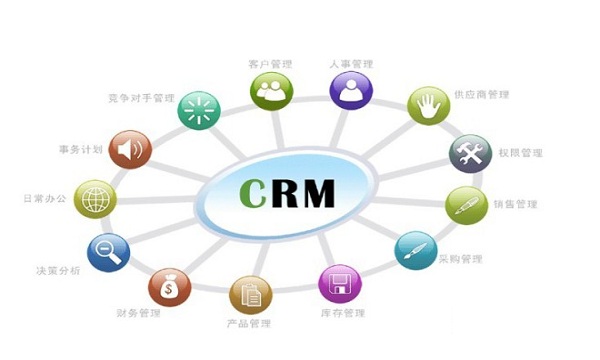 客户管理
人事管理
竞争对手管理
供应商管理
事务计划
权限管理
CRM
日常办公
销售管理
决策分析
采购管理
财务管理
产品管理
库存管理